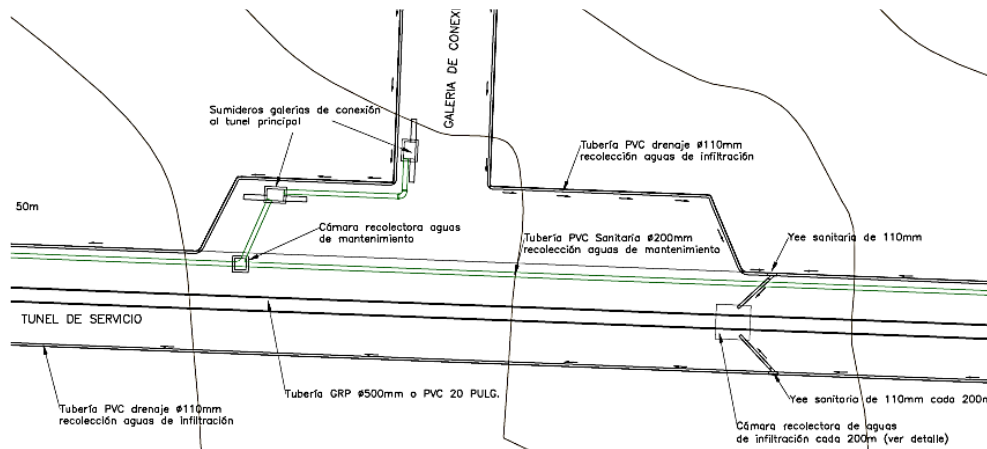 GALERIA DE CONEXI
Sumideros galerías de conexión
al tunel principal
Tubería PVC drenaje ø110mm
recolección aguas de infiltración
50m
Cámara recolectora aguas
de mantenimiento
Tubería PVC Sanitaria ø200mm
recolección aguas de mantenimiento
Yee sanitaria de 110mm
TUNEL DE SERVICIO
Tubería GRP ø500mm o PVC 20 PULG.
Yee sanitaria de 110mm cada 200m
Tubería PVC drenaje ø110mm
recolección aguas de infiltración
Cámara recolectora de aguas
de infiltración cada 200m (ver detalle)